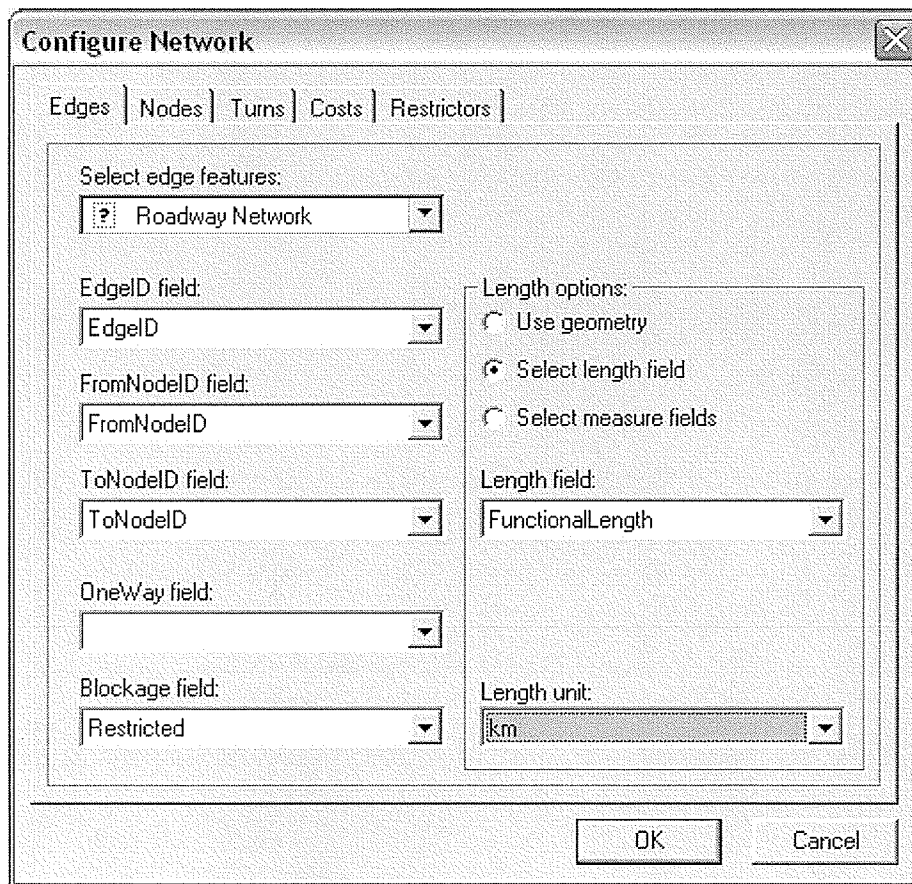 Configure Network
Edges Nodes Turns Costs Restrictors
Select edge features:
? Roadway Network
EdgeID field:
EdgeID
FromNodeID field:
FromNodeID
ToNodeID field:
ToNodeID
OneWay field:
Blockage field:
Restricted
Length options:
Use geometry
Select length field
Select measure fields
Length field:
FunctionalLength
Length unit:
km
OK Cancel